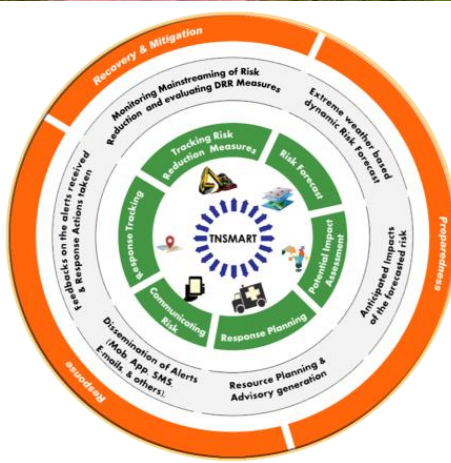 Recovery & Mitigation
Monitoring Mainstreaming of Risk
Reduction and evaluating DRR Measures
Extreme weather based
dynamic Risk Forecast
Preparedness
Anticipated Impacts
of the forecasted risk
Resource Planning &
Advisory generation
Response
Dissemination of Alerts
(Mob. App. SMS,
E-mails, & others).
Feedbacks on the alerts received
& Response Actions taken
Tracking Risk
Reduction Measures
Risk Forecast
Potential Impact
Assessment
Response Planning
Communicating
Risk
Response Tracking
TNSMART